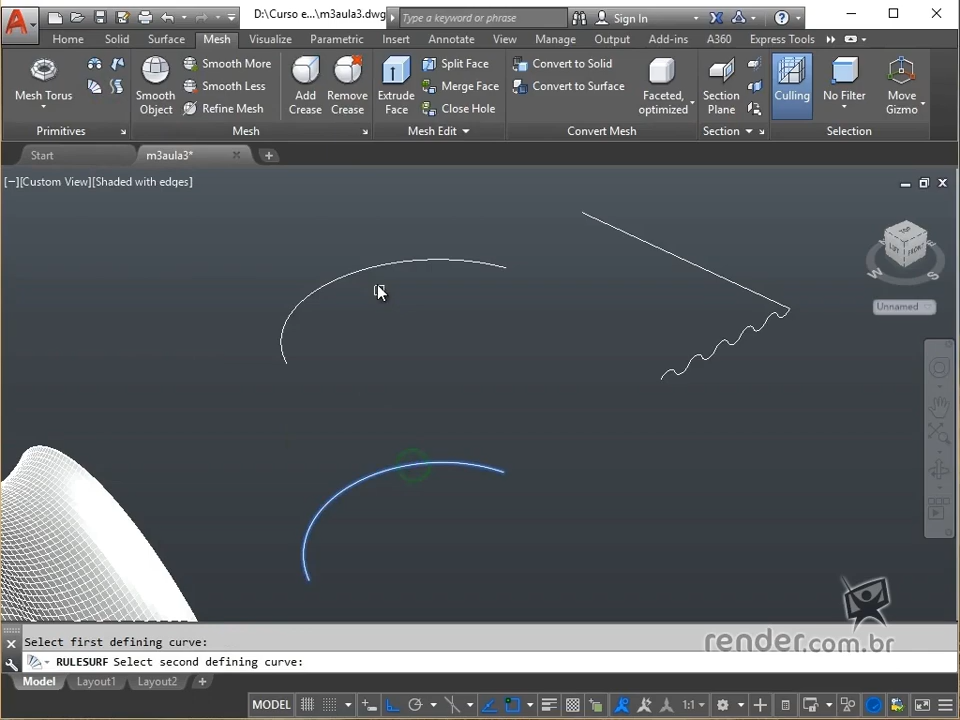 D:\Curso e...\m3aula3.dwg
Type a keyword or phrase
Sign In
Home Solid Surface Mesh Visualize Parametric Insert Annotate View Manage Output Add-ins A360 Express Tools
Mesh Torus
Smooth Object
Smooth More
Smooth Less
Refine Mesh
Add Crease
Remove Crease
Extrude Face
Split Face
Merge Face
Close Hole
Convert to Solid
Convert to Surface
Faceted, optimized
Section Plane
Culling
No Filter
Move Gizmo
Primitives Mesh Mesh Edit Convert Mesh Section Selection
Start m3aula3*
[−][Custom View][Shaded with edges]
TOP
LEFT FRONT
W S
Unnamed
render.com.br
Select first defining curve:
RULESURF Select second defining curve:
Model Layout1 Layout2
MODEL 1:1